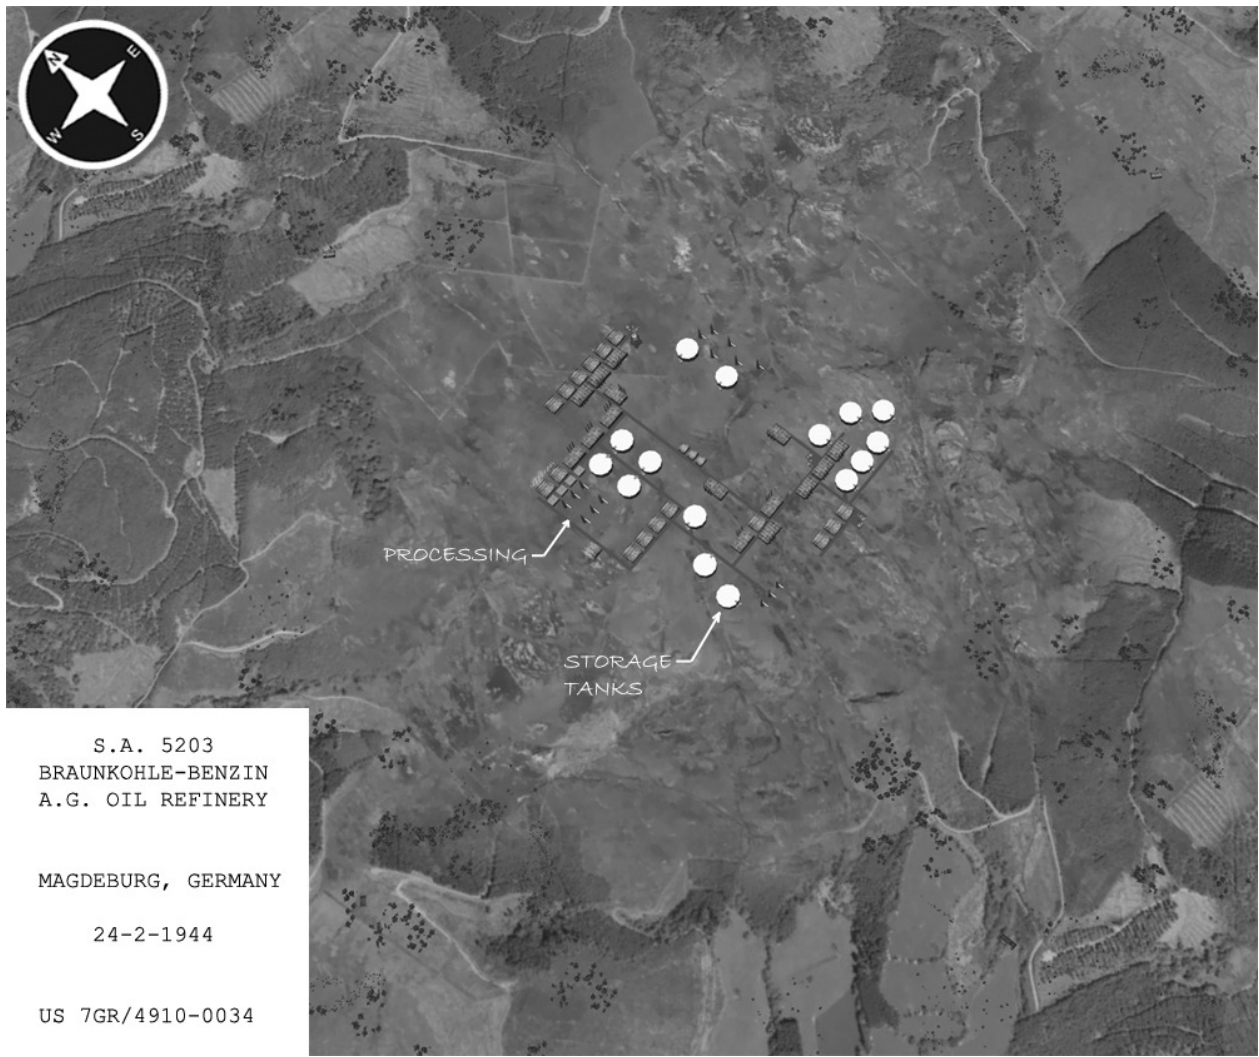 N
E
W
S
PROCESSING
STORAGE
TANKS
S.A. 5203
BRAUNKOHLE-BENZIN
A.G. OIL REFINERY
MAGDEBURG, GERMANY
24-2-1944
US 7GR/4910-0034